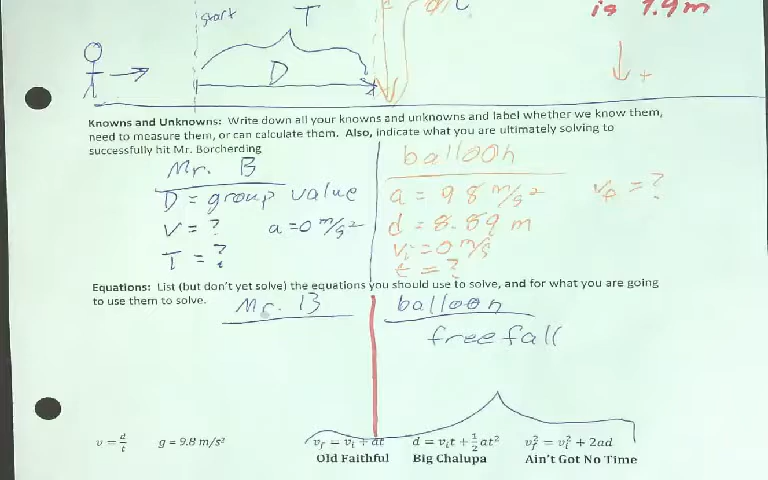 start T
is 1.9m
D
+
Knowns and Unknowns: Write down all your knowns and unknowns and label whether we know them,
need to measure them, or can calculate them. Also, indicate what you are ultimately solving to
successfully hit Mr. Borcherding
Mr. B
D = group value
V = ? a=0 m/s²
T = ?
balloon
a = 9.8 m/s² vf = ?
d = 8.59 m
vi = 0 m/s
t = ?
Equations: List (but don't yet solve) the equations you should use to solve, and for what you are going
to use them to solve.
Mr. B balloon
free fall
v = d/t g = 9.8 m/s² vf = vi + at d = vit + ½at² vf² = vi² + 2ad
Old Faithful Big Chalupa Ain't Got No Time